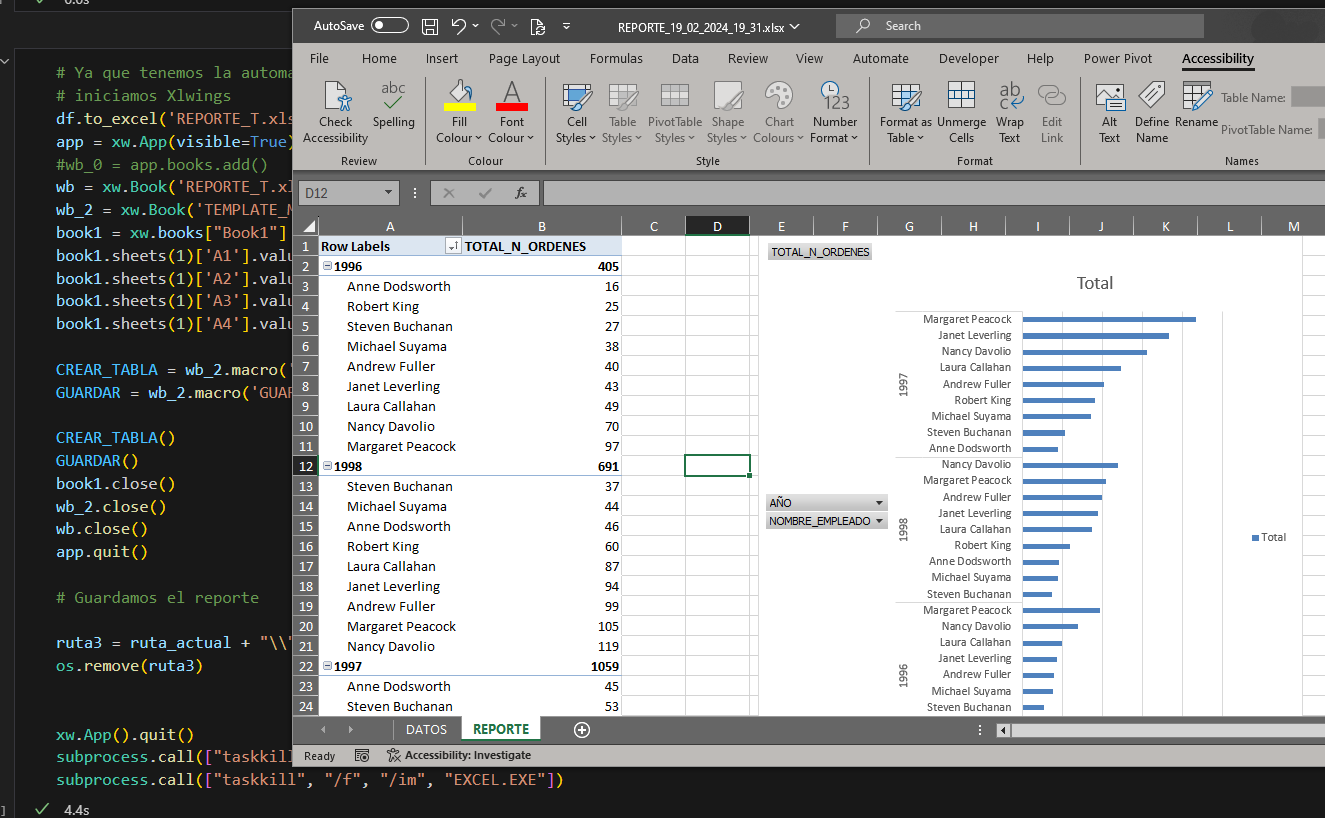 0.0s
# Ya que tenemos la automa
# iniciamos Xlwings
df.to_excel('REPORTE_T.xls
app = xw.App(visible=True)
#wb_0 = app.books.add()
wb = xw.Book('REPORTE_T.xl
wb_2 = xw.Book('TEMPLATE_M
book1 = xw.books["Book1"]
book1.sheets(1)['A1'].valu
book1.sheets(1)['A2'].valu
book1.sheets(1)['A3'].valu
book1.sheets(1)['A4'].valu
CREAR_TABLA = wb_2.macro('
GUARDAR = wb_2.macro('GUAR
CREAR_TABLA()
GUARDAR()
book1.close()
wb_2.close()
wb.close()
app.quit()
# Guardamos el reporte
ruta3 = ruta_actual + "\\"
os.remove(ruta3)
xw.App().quit()
subprocess.call(["taskkill
subprocess.call(["taskkill", "/f", "/im", "EXCEL.EXE"])
] 4.4s
AutoSave REPORTE_19_02_2024_19_31.xlsx Search
File Home Insert Page Layout Formulas Data Review View Automate Developer Help Power Pivot Accessibility
Check Accessibility
Spelling
Review
Fill Colour
Font Colour
Colour
Cell Styles
Table Styles
PivotTable Styles
Shape Styles
Chart Colours
Number Format
Style
Format as Table
Unmerge Cells
Wrap Text
Edit Link
Format
Alt Text
Define Name
Rename
Table Name:
PivotTable Name:
Names
D12 fx
A B C D E F G H I J K L M
1 Row Labels TOTAL_N_ORDENES
2 1996 405
3 Anne Dodsworth 16
4 Robert King 25
5 Steven Buchanan 27
6 Michael Suyama 38
7 Andrew Fuller 40
8 Janet Leverling 43
9 Laura Callahan 49
10 Nancy Davolio 70
11 Margaret Peacock 97
12 1998 691
13 Steven Buchanan 37
14 Michael Suyama 44
15 Anne Dodsworth 46
16 Robert King 60
17 Laura Callahan 87
18 Janet Leverling 94
19 Andrew Fuller 99
20 Margaret Peacock 105
21 Nancy Davolio 119
22 1997 1059
23 Anne Dodsworth 45
24 Steven Buchanan 53
TOTAL_N_ORDENES
Total
1997
Margaret Peacock
Janet Leverling
Nancy Davolio
Laura Callahan
Andrew Fuller
Robert King
Michael Suyama
Steven Buchanan
Anne Dodsworth
1998
Nancy Davolio
Margaret Peacock
Andrew Fuller
Janet Leverling
Laura Callahan
Robert King
Anne Dodsworth
Michael Suyama
Steven Buchanan
1996
Margaret Peacock
Nancy Davolio
Laura Callahan
Janet Leverling
Andrew Fuller
Michael Suyama
Steven Buchanan
AÑO
NOMBRE_EMPLEADO
Total
DATOS REPORTE
Ready Accessibility: Investigate